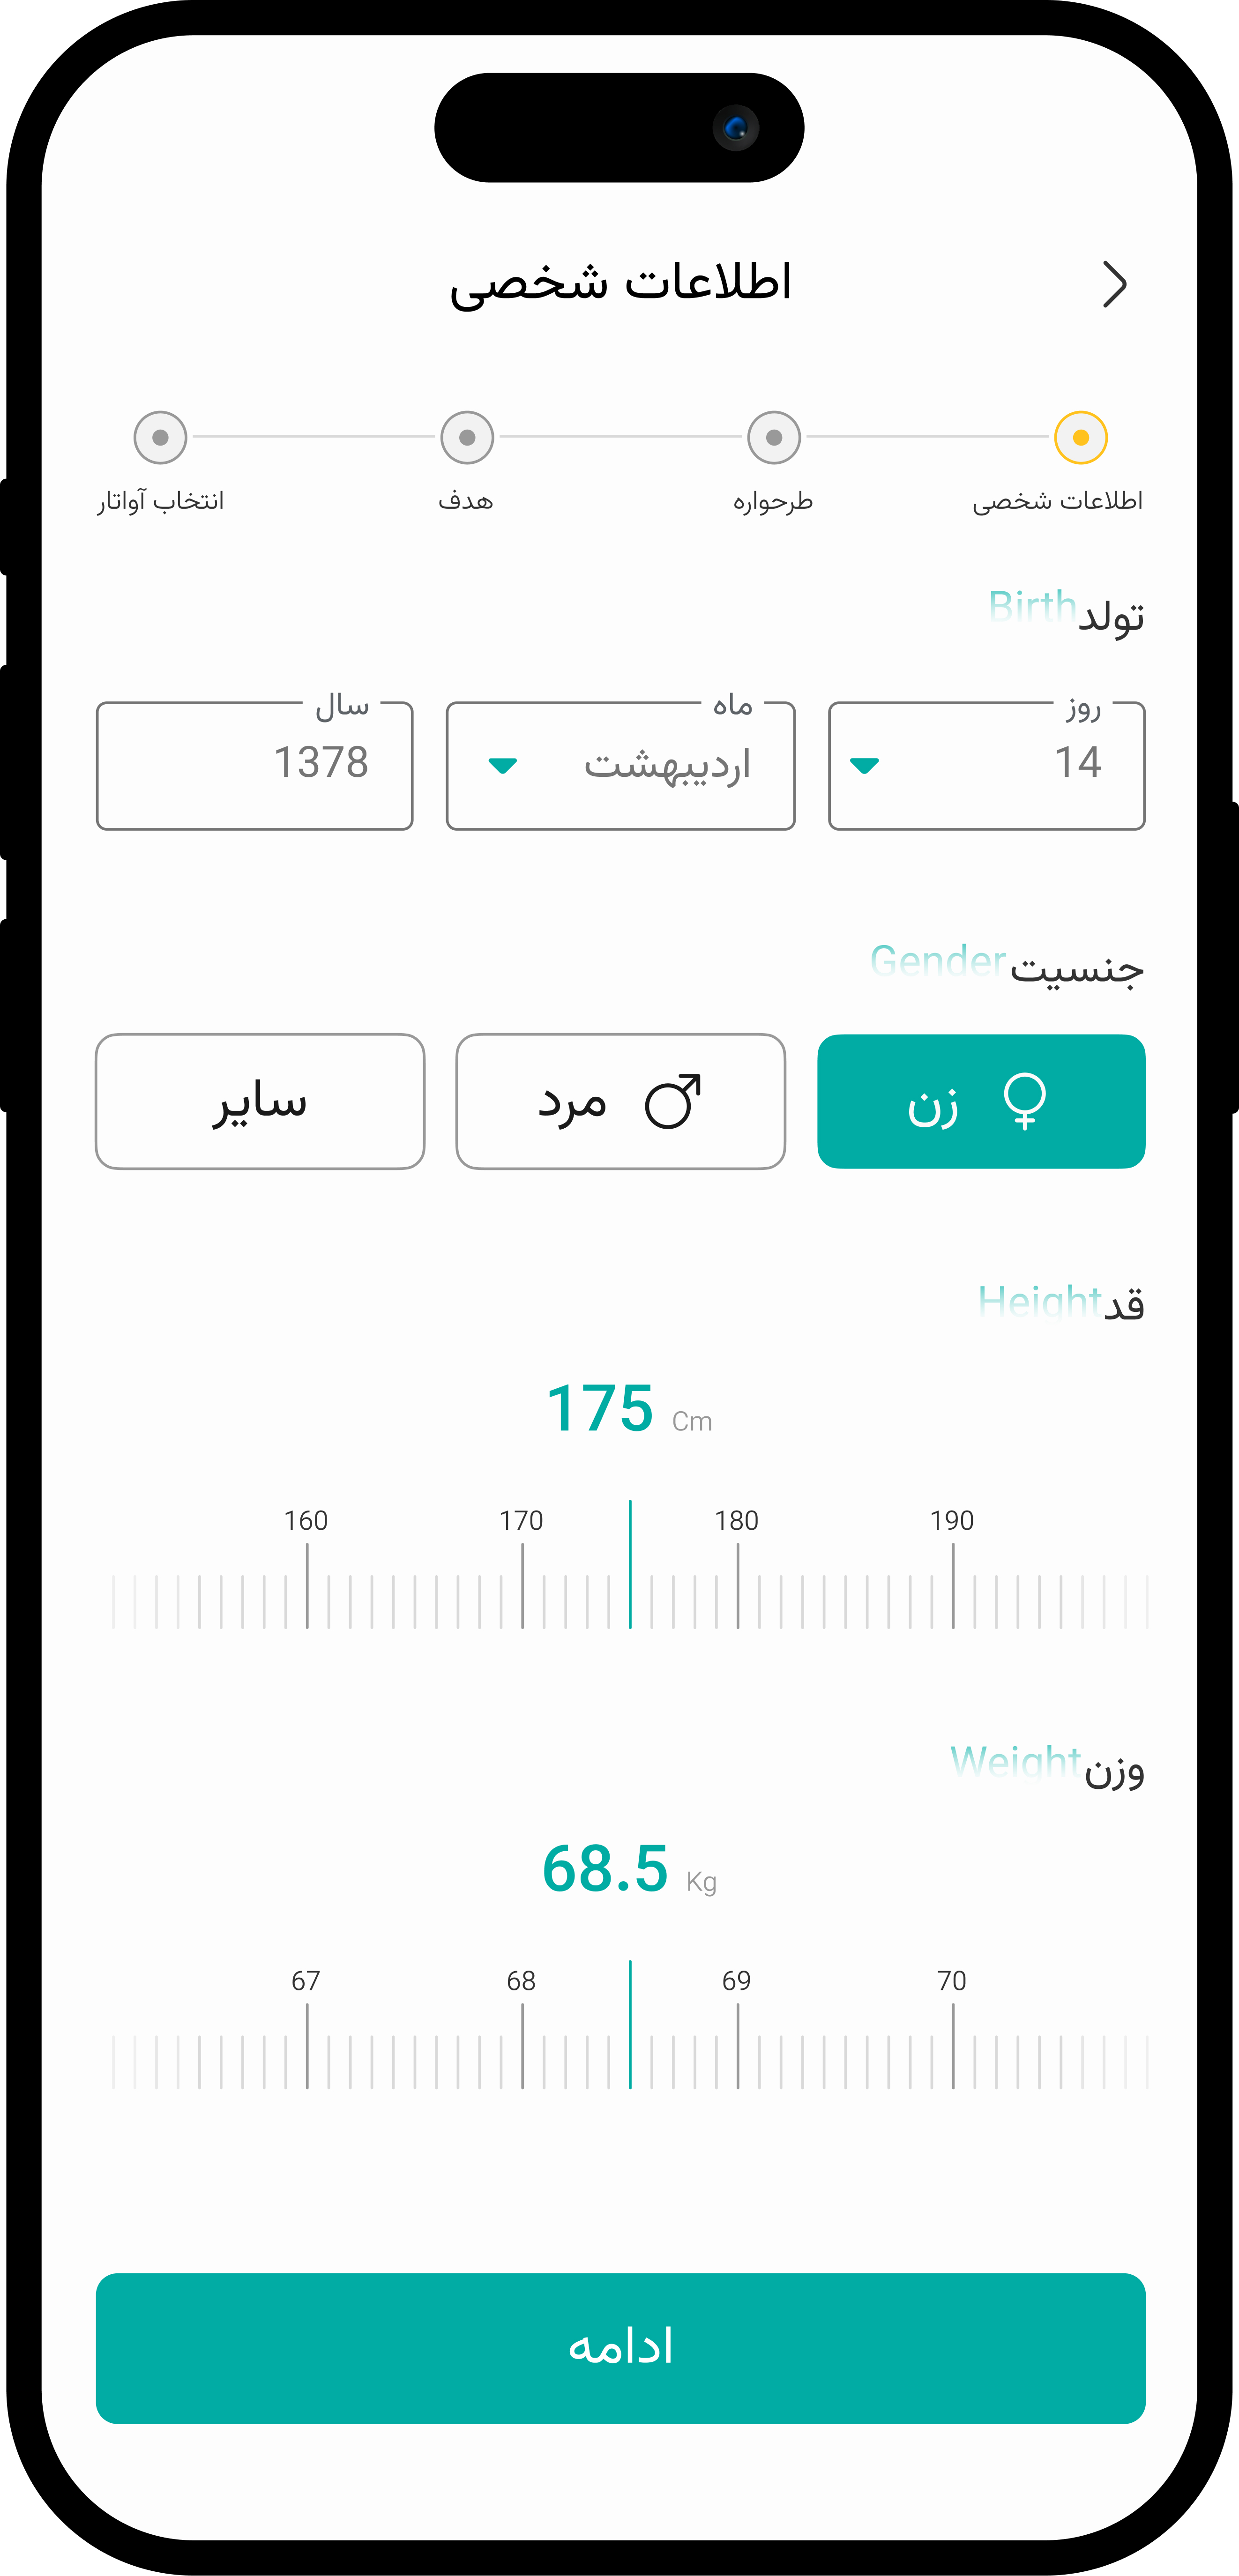 اطلاعات شخصی
اطلاعات شخصی طرحواره هدف انتخاب آواتار
تولد Birth
روز ماه سال
14 اردیبهشت 1378
جنسیت Gender
زن مرد سایر
قد Height
175 Cm
160 170 180 190
وزن Weight
68.5 Kg
67 68 69 70
ادامه